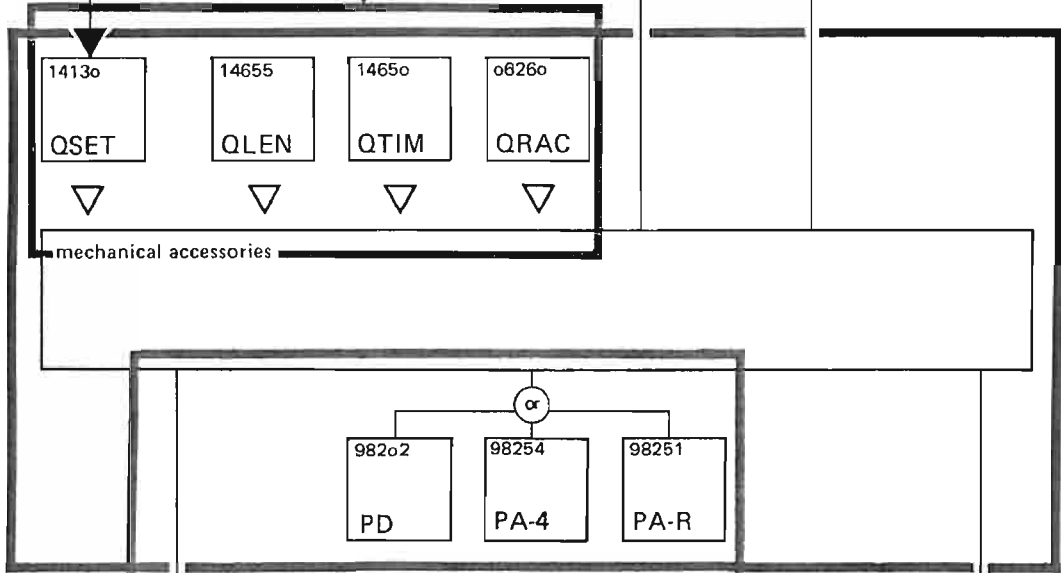 1413o 14655 1465o o626o
QSET QLEN QTIM QRAC
mechanical accessories
or
982o2 98254 98251
PD PA-4 PA-R